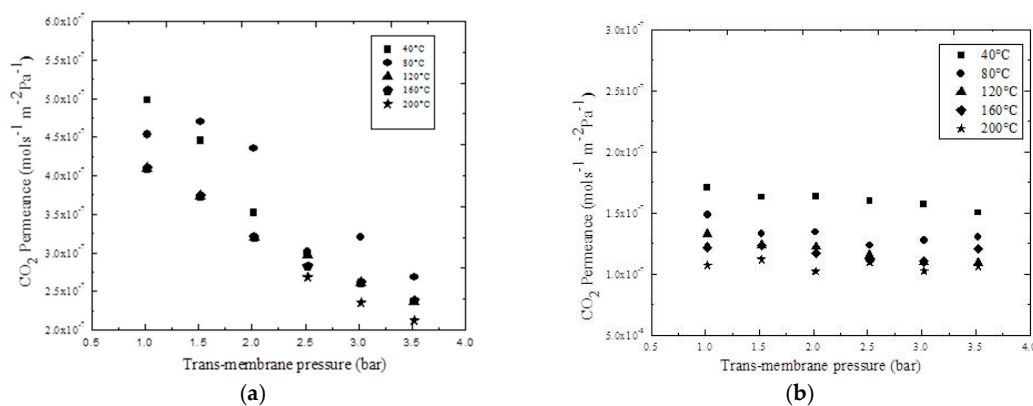 6.0x10⁻⁷
5.5x10⁻⁷
5.0x10⁻⁷
4.5x10⁻⁷
4.0x10⁻⁷
3.5x10⁻⁷
3.0x10⁻⁷
2.5x10⁻⁷
2.0x10⁻⁷
CO₂ Permeance (mols⁻¹ m⁻²Pa⁻¹)
40°C
80°C
120°C
160°C
200°C
0.5 1.0 1.5 2.0 2.5 3.0 3.5 4.0
Trans-membrane pressure (bar)
(a)
3.0x10⁻⁷
2.5x10⁻⁷
2.0x10⁻⁷
1.5x10⁻⁷
1.0x10⁻⁷
5.0x10⁻⁸
CO₂ Permeance (mols⁻¹ m⁻²Pa⁻¹)
40°C
80°C
120°C
160°C
200°C
0.5 1.0 1.5 2.0 2.5 3.0 3.5 4.0
Trans-membrane pressure (bar)
(b)